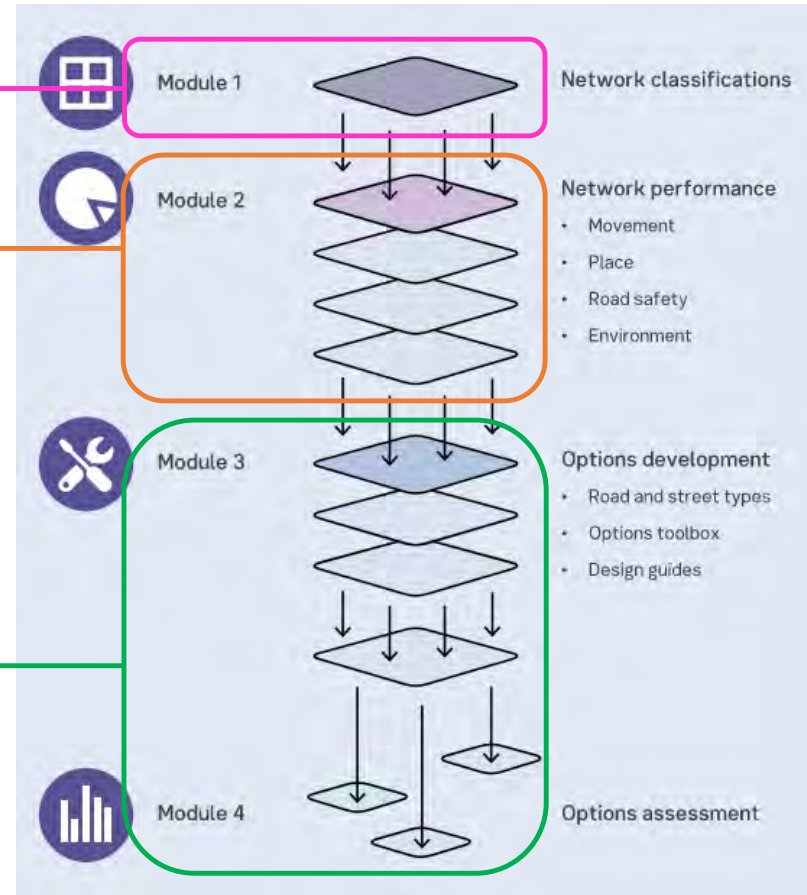 Module 1
Network classifications
Module 2
Network performance
• Movement
• Place
• Road safety
• Environment
Module 3
Options development
• Road and street types
• Options toolbox
• Design guides
Module 4
Options assessment